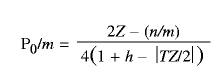 P₀/m = 2Z – (n/m) / 4(1 + h – |TZ/2|)